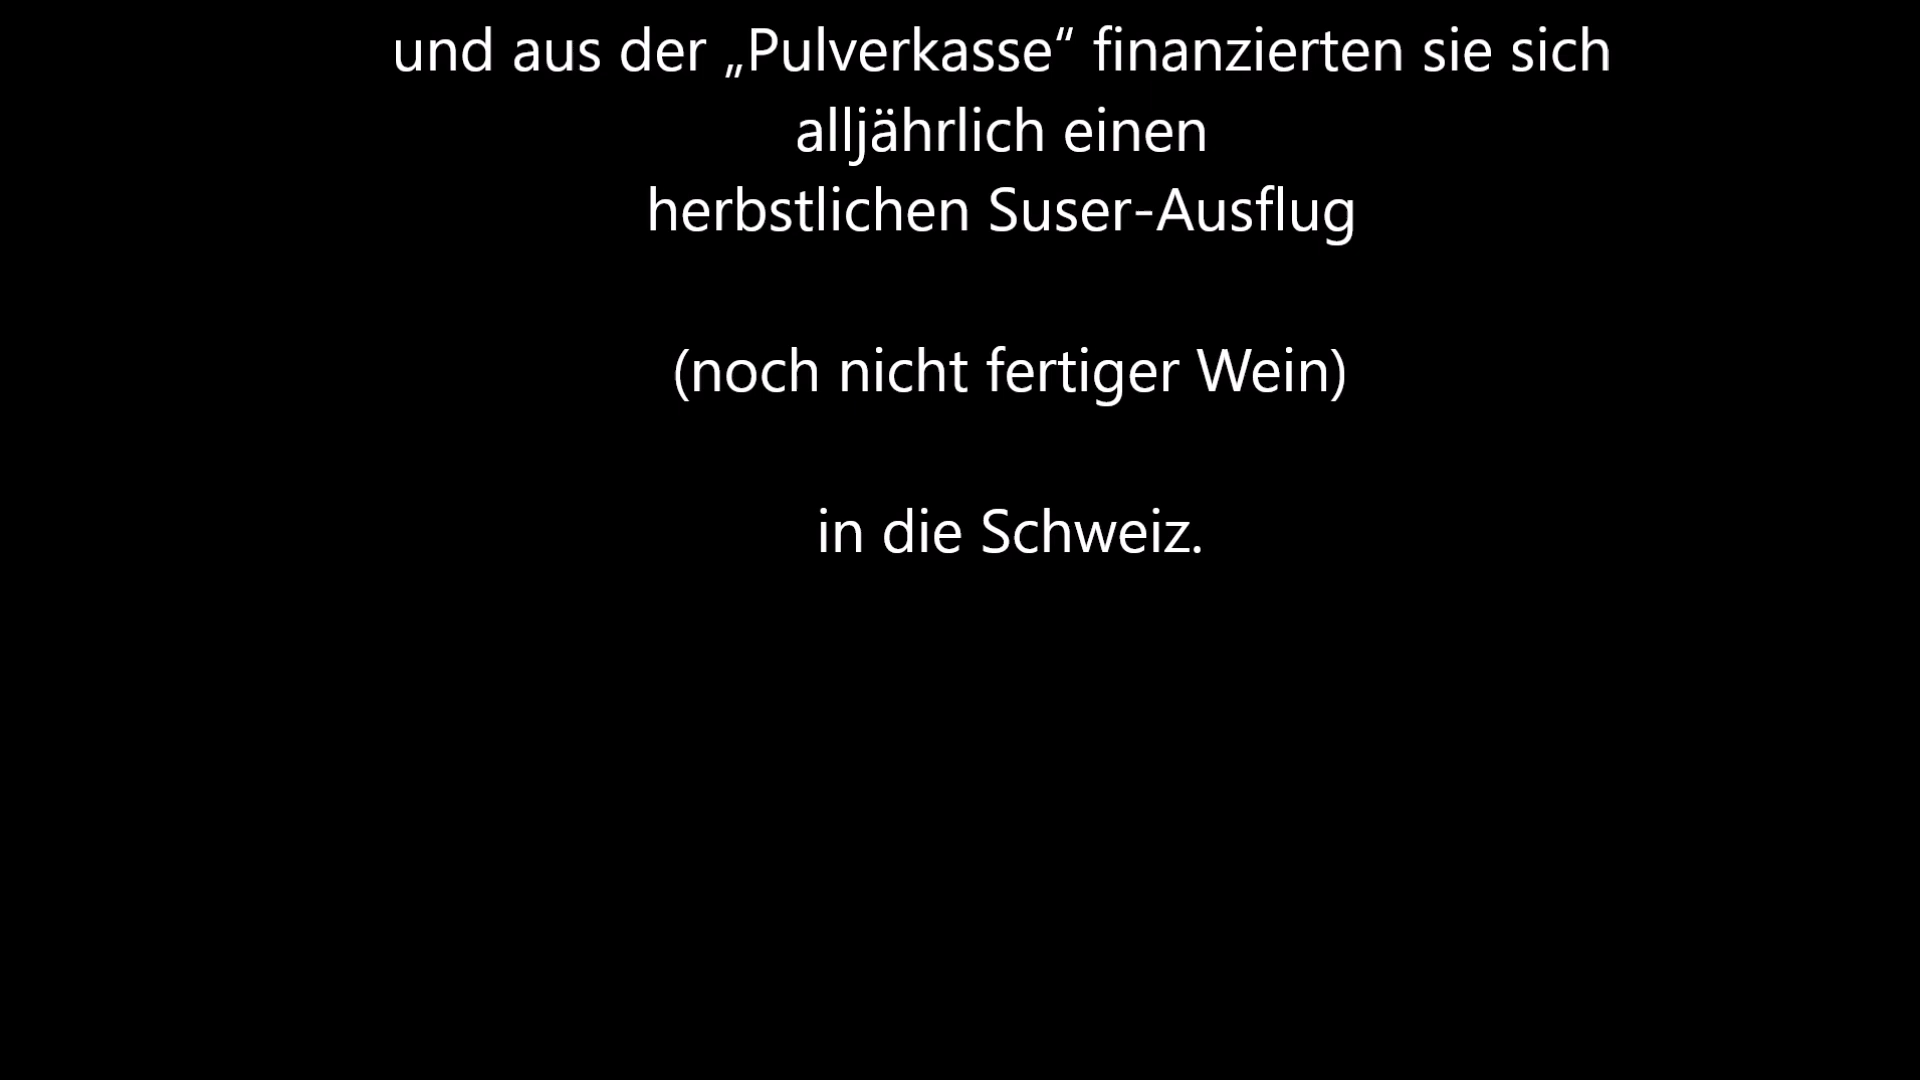 und aus der „Pulverkasse“ finanzierten sie sich
alljährlich einen
herbstlichen Suser-Ausflug
(noch nicht fertiger Wein)
in die Schweiz.